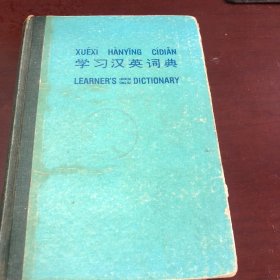 XUÉXÍ HÀNYĪNG CÍDIǍN
学习汉英词典
LEARNER'S DICTIONARY